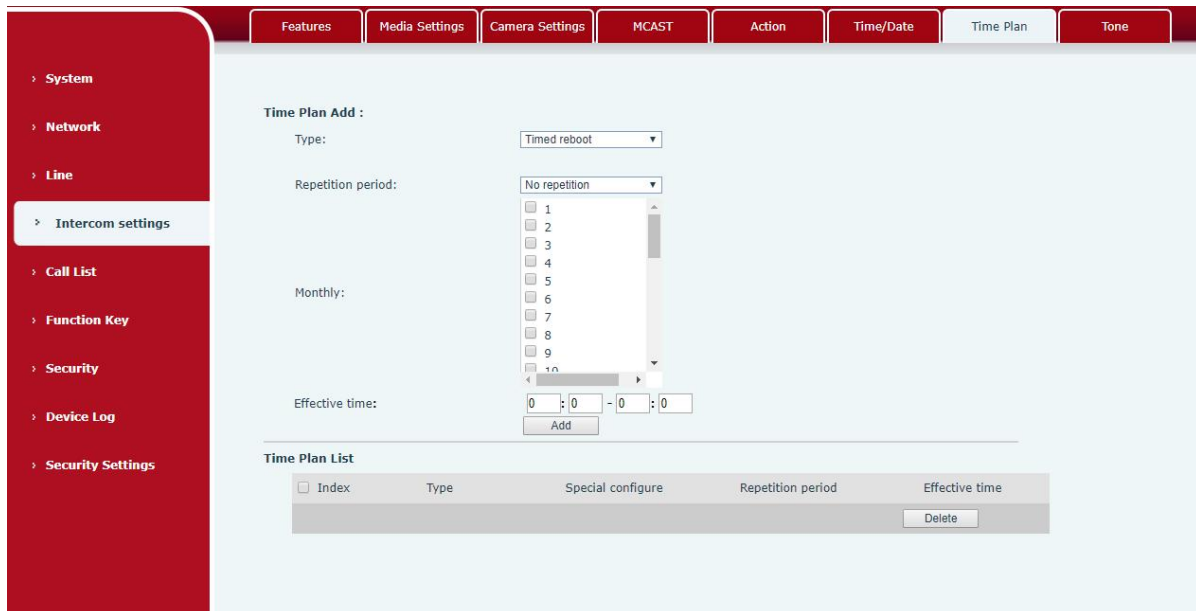 Features Media Settings Camera Settings MCAST Action Time/Date Time Plan Tone
› System
› Network
› Line
› Intercom settings
› Call List
› Function Key
› Security
› Device Log
› Security Settings
Time Plan Add :
Type: Timed reboot
Repetition period: No repetition
1
2
3
4
5
Monthly:
6
7
8
9
10
Effective time: 0 : 0 - 0 : 0
Add
Time Plan List
Index Type Special configure Repetition period Effective time
Delete